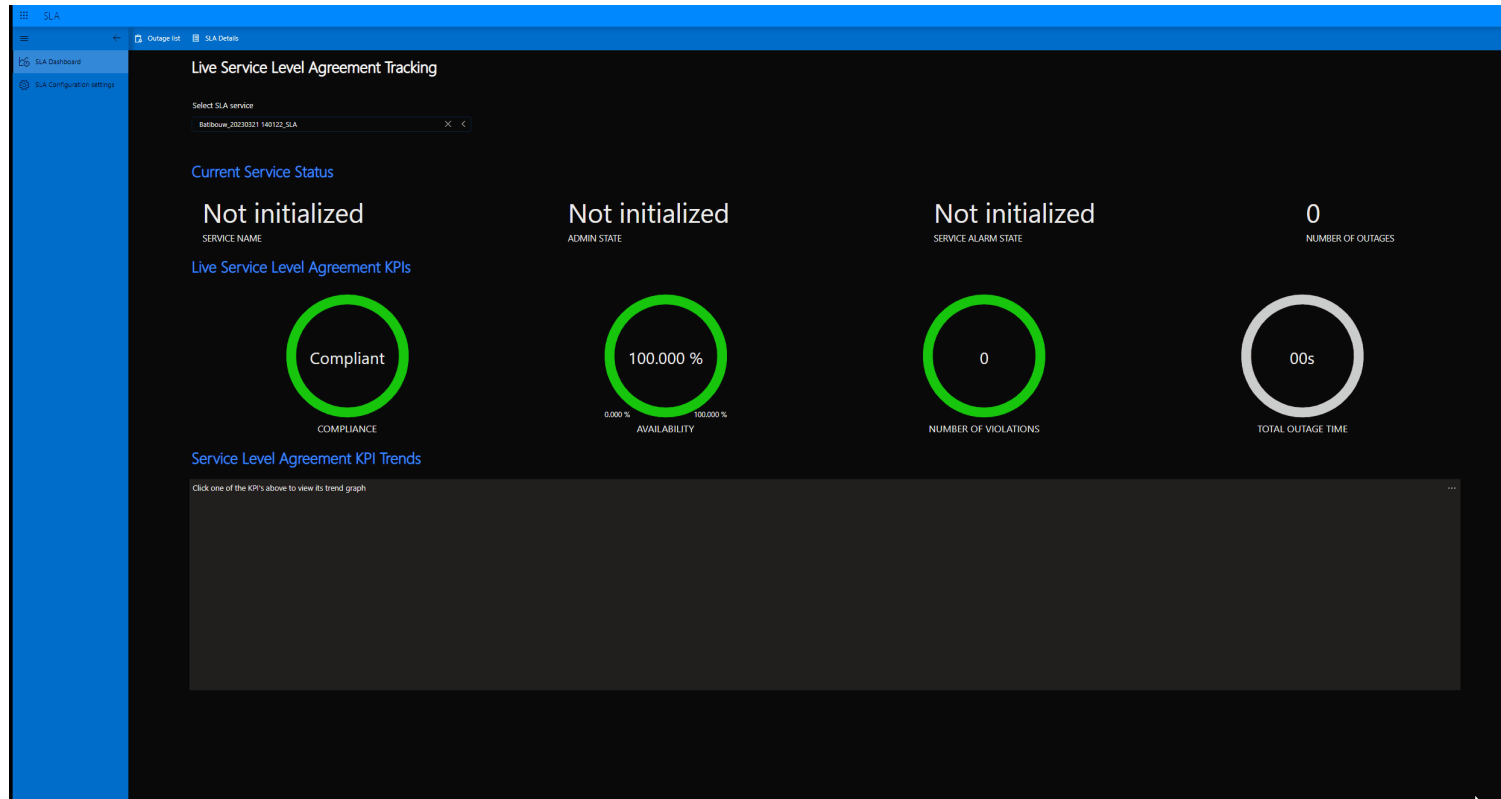 SLA
Outage list SLA Details
SLA Dashboard
SLA Configuration settings
Live Service Level Agreement Tracking
Select SLA service
Batibouw_20230321 140122_SLA
Current Service Status
Not initialized Not initialized Not initialized 0
SERVICE NAME ADMIN STATE SERVICE ALARM STATE NUMBER OF OUTAGES
Live Service Level Agreement KPIs
Compliant 100.000 % 0 00s
0.000 % 100.000 %
COMPLIANCE AVAILABILITY NUMBER OF VIOLATIONS TOTAL OUTAGE TIME
Service Level Agreement KPI Trends
Click one of the KPI's above to view its trend graph